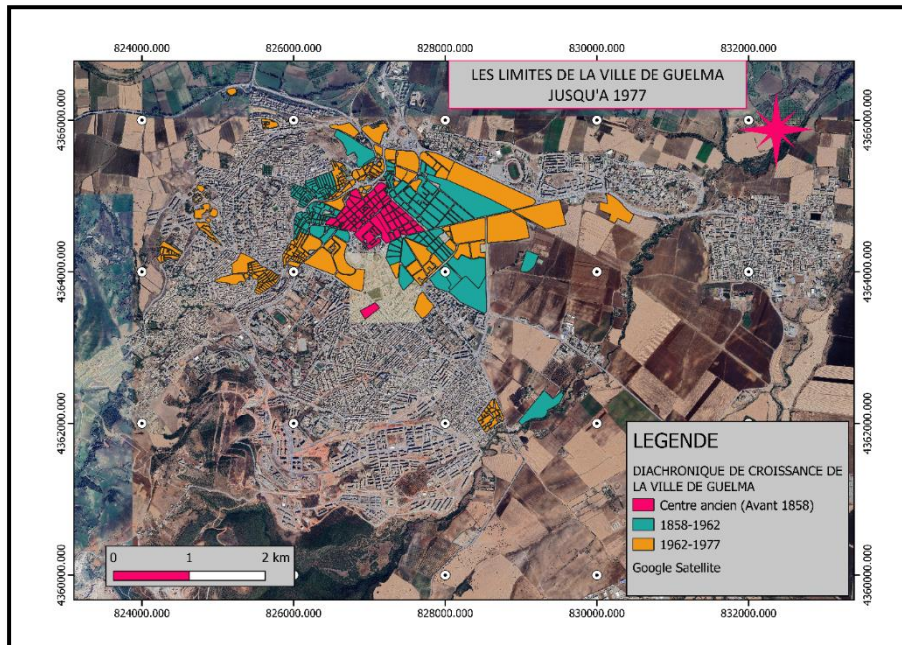 824000.000 826000.000 828000.000 830000.000 832000.000
LES LIMITES DE LA VILLE DE GUELMA
JUSQU'A 1977
4366000.000 4366000.000
4364000.000 4364000.000
4362000.000 4362000.000
4360000.000 4360000.000
LEGENDE
DIACHRONIQUE DE CROISSANCE DE
LA VILLE DE GUELMA
Centre ancien (Avant 1858)
1858-1962
1962-1977
Google Satellite
0 1 2 km
824000.000 826000.000 828000.000 830000.000 832000.000